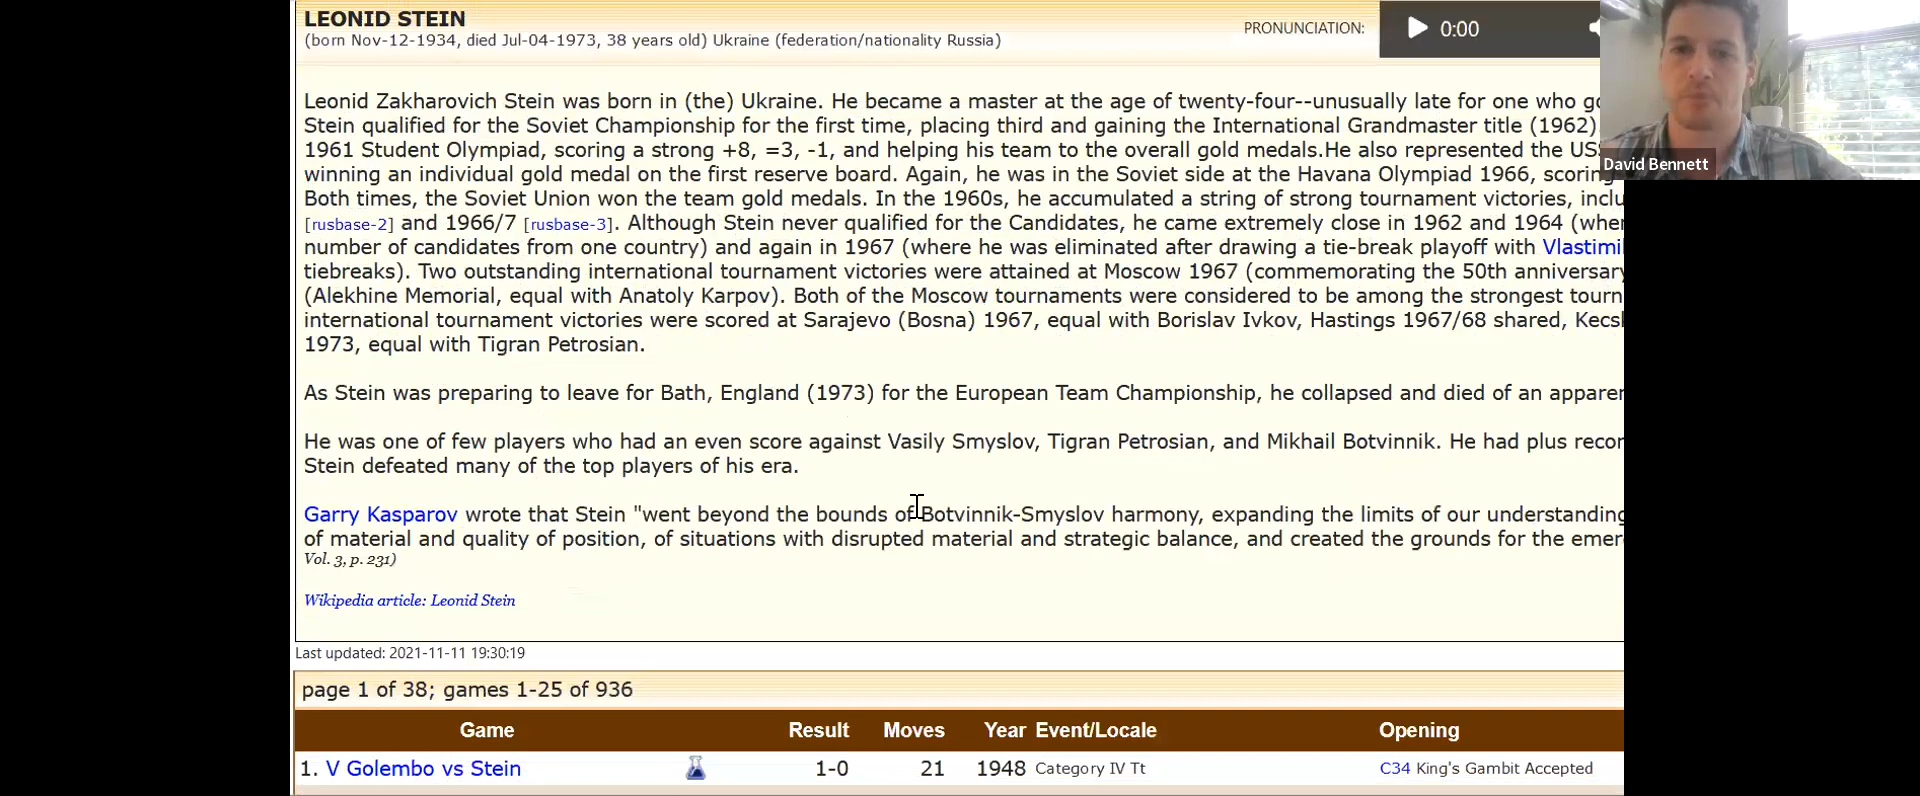 LEONID STEIN
PRONUNCIATION:
0:00
(born Nov-12-1934, died Jul-04-1973, 38 years old) Ukraine (federation/nationality Russia)
Leonid Zakharovich Stein was born in (the) Ukraine. He became a master at the age of twenty-four--unusually late for one who
Stein qualified for the Soviet Championship for the first time, placing third and gaining the International Grandmaster title (1962)
1961 Student Olympiad, scoring a strong +8, =3, -1, and helping his team to the overall gold medals.He also represented the
winning an individual gold medal on the first reserve board. Again, he was in the Soviet side at the Havana Olympiad 1966, scoring
Both times, the Soviet Union won the team gold medals. In the 1960s, he accumulated a string of strong tournament victories,
[rusbase-2] and 1966/7 [rusbase-3]. Although Stein never qualified for the Candidates, he came extremely close in 1962 and 1964
number of candidates from one country) and again in 1967 (where he was eliminated after drawing a tie-break playoff with
tiebreaks). Two outstanding international tournament victories were attained at Moscow 1967 (commemorating the 50th anniversary
(Alekhine Memorial, equal with Anatoly Karpov). Both of the Moscow tournaments were considered to be among the strongest
international tournament victories were scored at Sarajevo (Bosna) 1967, equal with Borislav Ivkov, Hastings 1967/68 shared,
1973, equal with Tigran Petrosian.
As Stein was preparing to leave for Bath, England (1973) for the European Team Championship, he collapsed and died of an
He was one of few players who had an even score against Vasily Smyslov, Tigran Petrosian, and Mikhail Botvinnik. He had plus
Stein defeated many of the top players of his era.
Garry Kasparov wrote that Stein "went beyond the bounds of Botvinnik-Smyslov harmony, expanding the limits of our understanding
of material and quality of position, of situations with disrupted material and strategic balance, and created the grounds for the
Vol. 3, p. 231)
Wikipedia article: Leonid Stein
Last updated: 2021-11-11 19:30:19
page 1 of 38; games 1-25 of 936
Game Result Moves Year Event/Locale Opening
1. V Golembo vs Stein 1-0 21 1948 Category IV Tt C34 King's Gambit Accepted
David Bennett